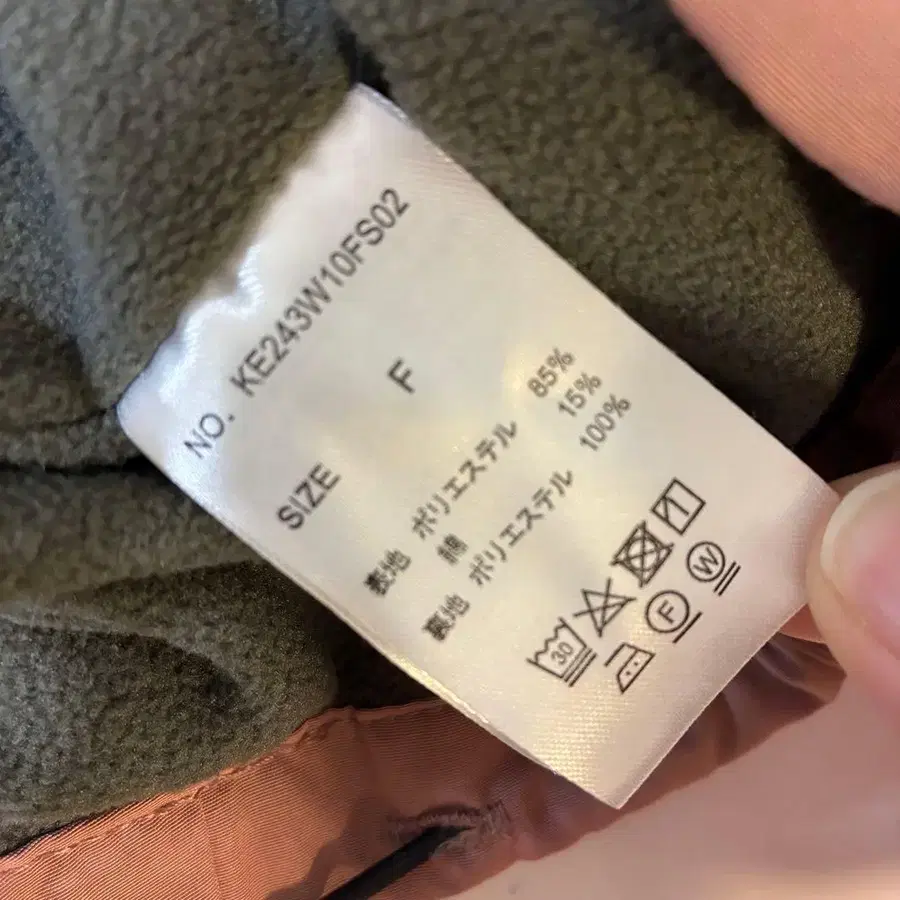 NO. KE243W10FS02
SIZE F
表地 ポリエステル 85%
綿 15%
裏地 ポリエステル 100%
30
F W